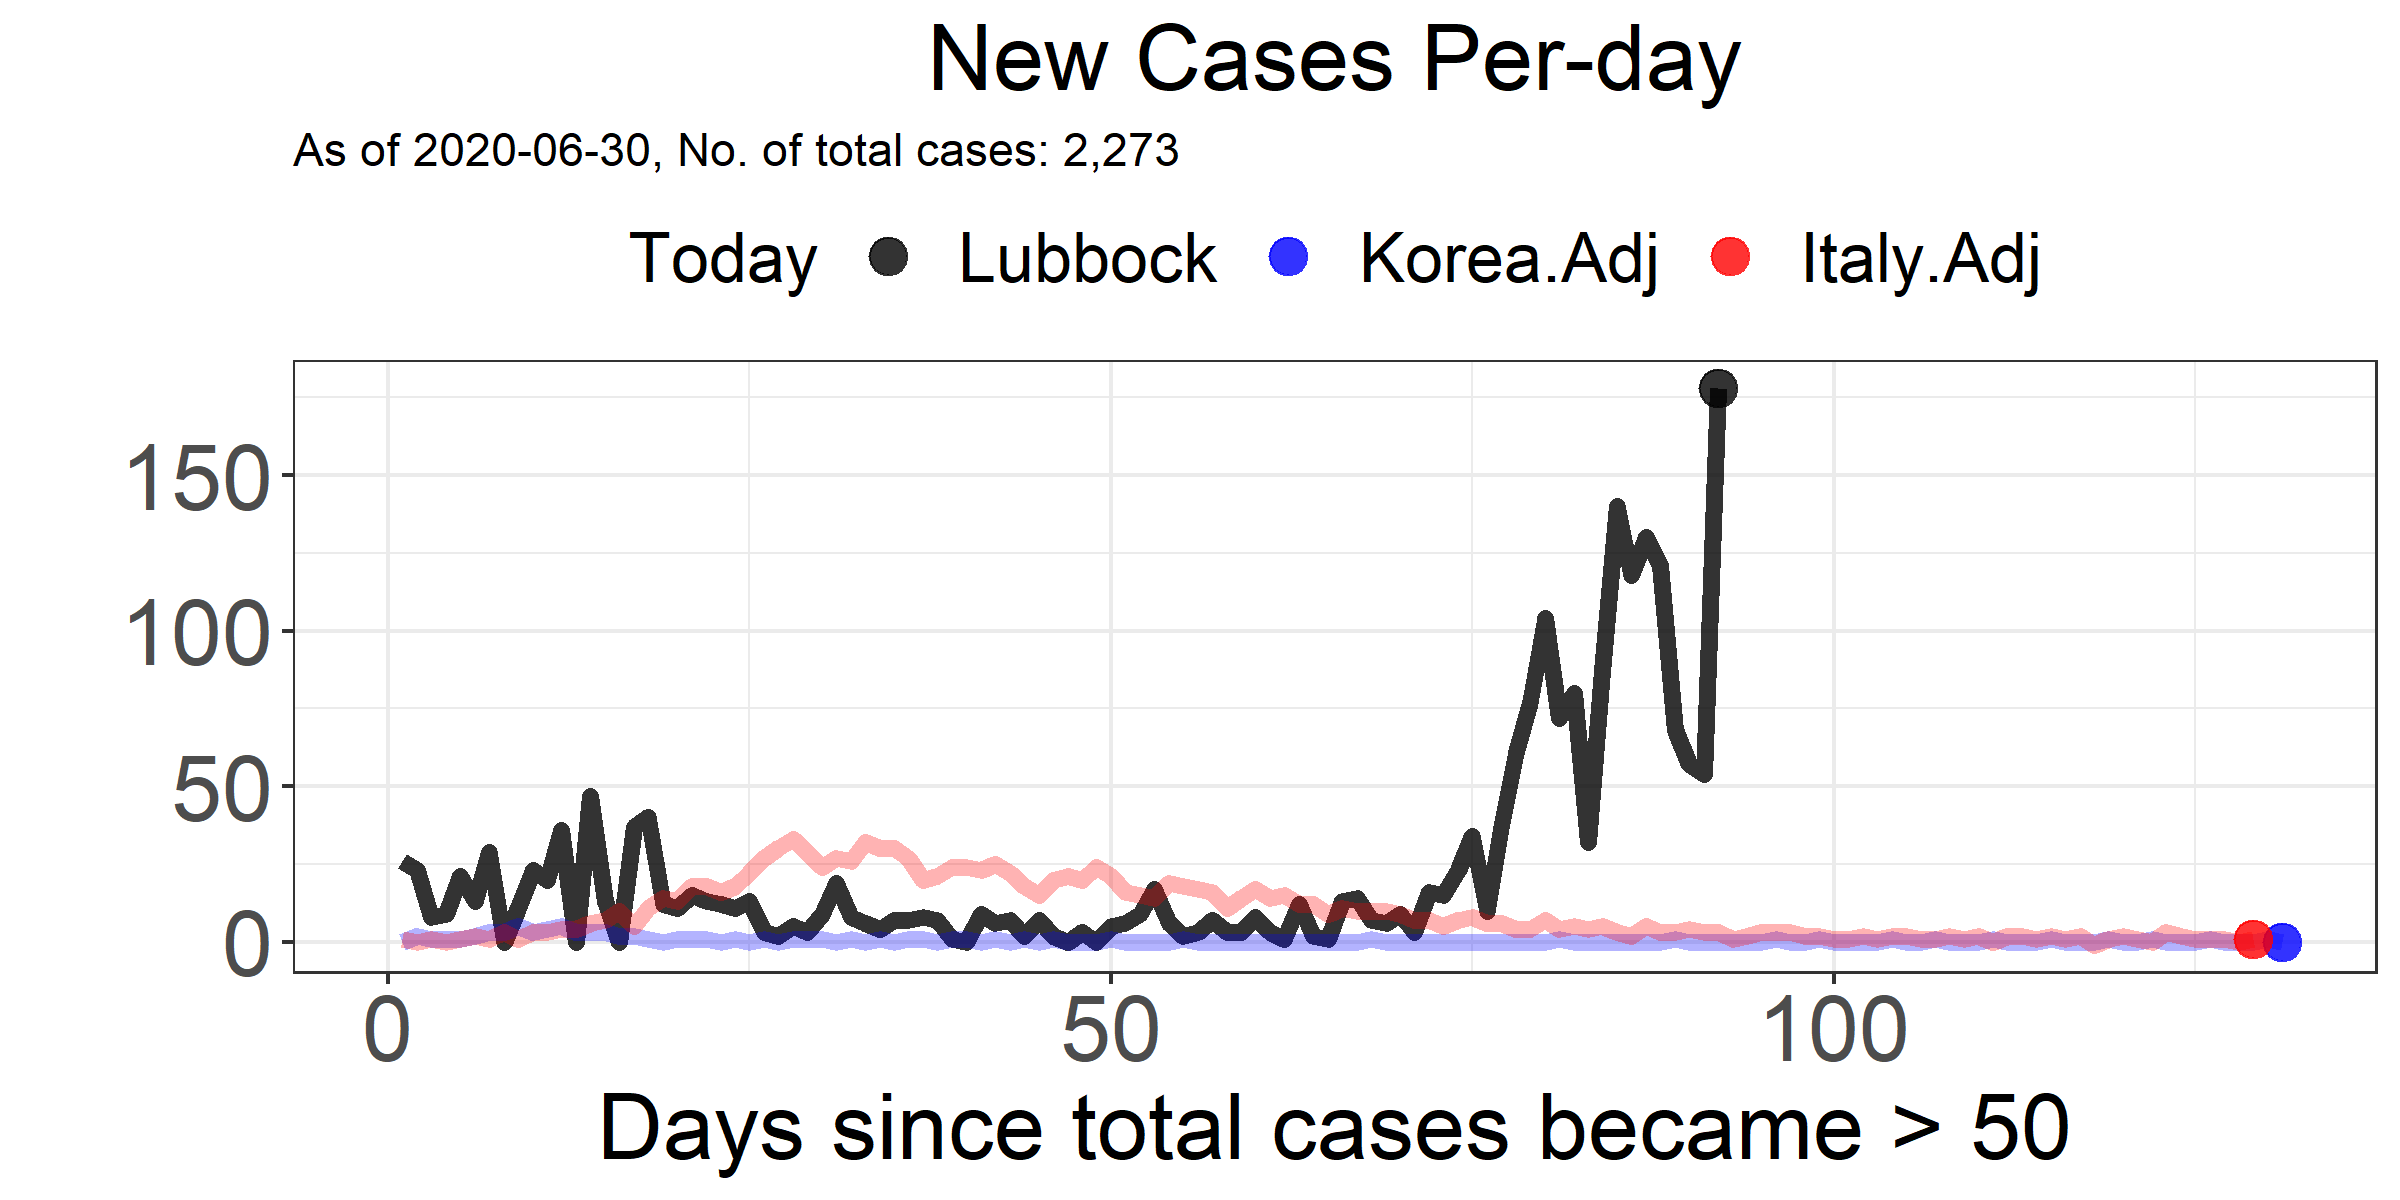 New Cases Per-day
As of 2020-06-30, No. of total cases: 2,273
Today Lubbock Korea.Adj Italy.Adj
150
100
50
0
0 50 100
Days since total cases became > 50